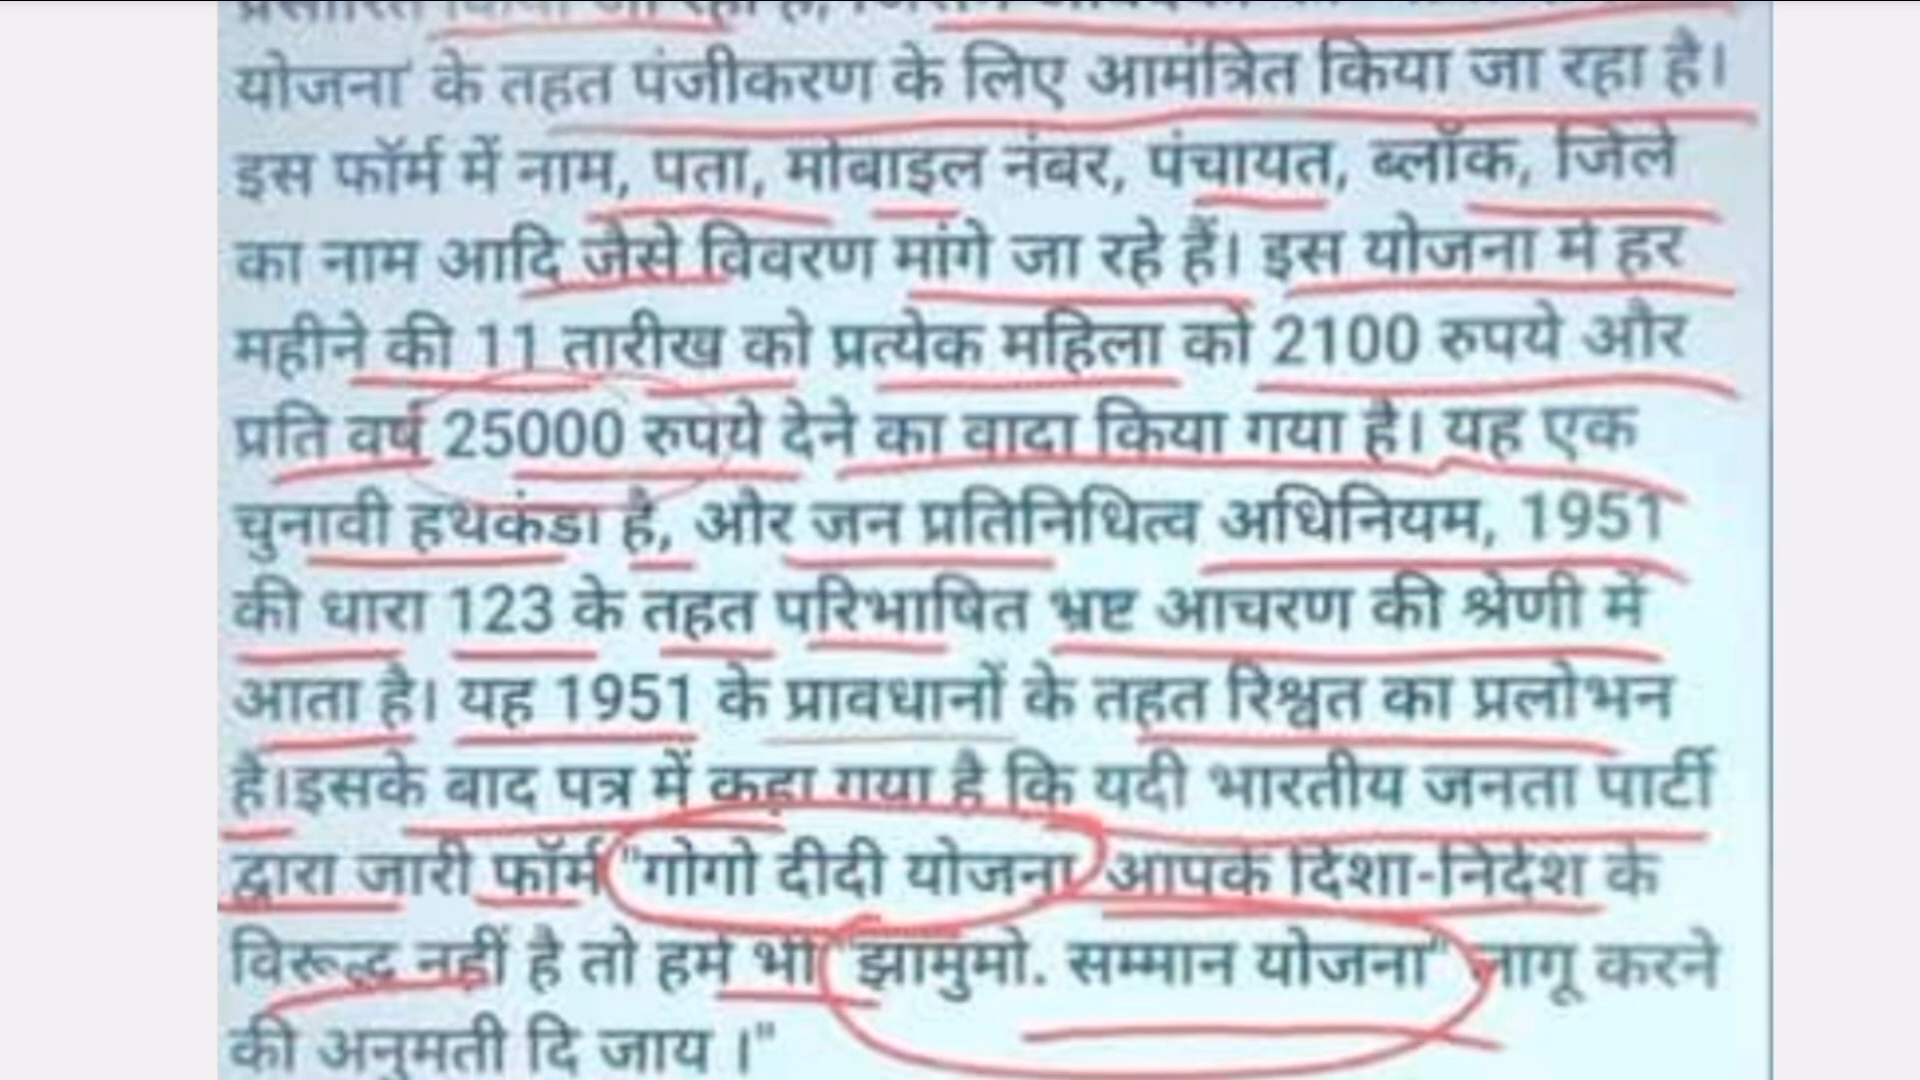 योजना' के तहत पंजीकरण के लिए आमंत्रित किया जा रहा है।
इस फॉर्म में नाम, पता, मोबाइल नंबर, पंचायत, ब्लॉक, जिले
का नाम आदि जैसे विवरण मांगे जा रहे हैं। इस योजना में हर
महीने की 11 तारीख को प्रत्येक महिला को 2100 रुपये और
प्रति वर्ष 25000 रुपये देने का वादा किया गया है। यह एक
चुनावी हथकंडा है, और जन प्रतिनिधित्व अधिनियम, 1951
की धारा 123 के तहत परिभाषित भ्रष्ट आचरण की श्रेणी में
आता है। यह 1951 के प्रावधानों के तहत रिश्वत का प्रलोभन
है।इसके बाद पत्र में कहा गया है कि यदी भारतीय जनता पार्टी
द्वारा जारी फॉर्म "गोगो दीदी योजना आपके दिशा-निर्देश के
विरूद्ध नहीं है तो हमें भी "झामुमो. सम्मान योजना" लागू करने
की अनुमती दि जाय ।"